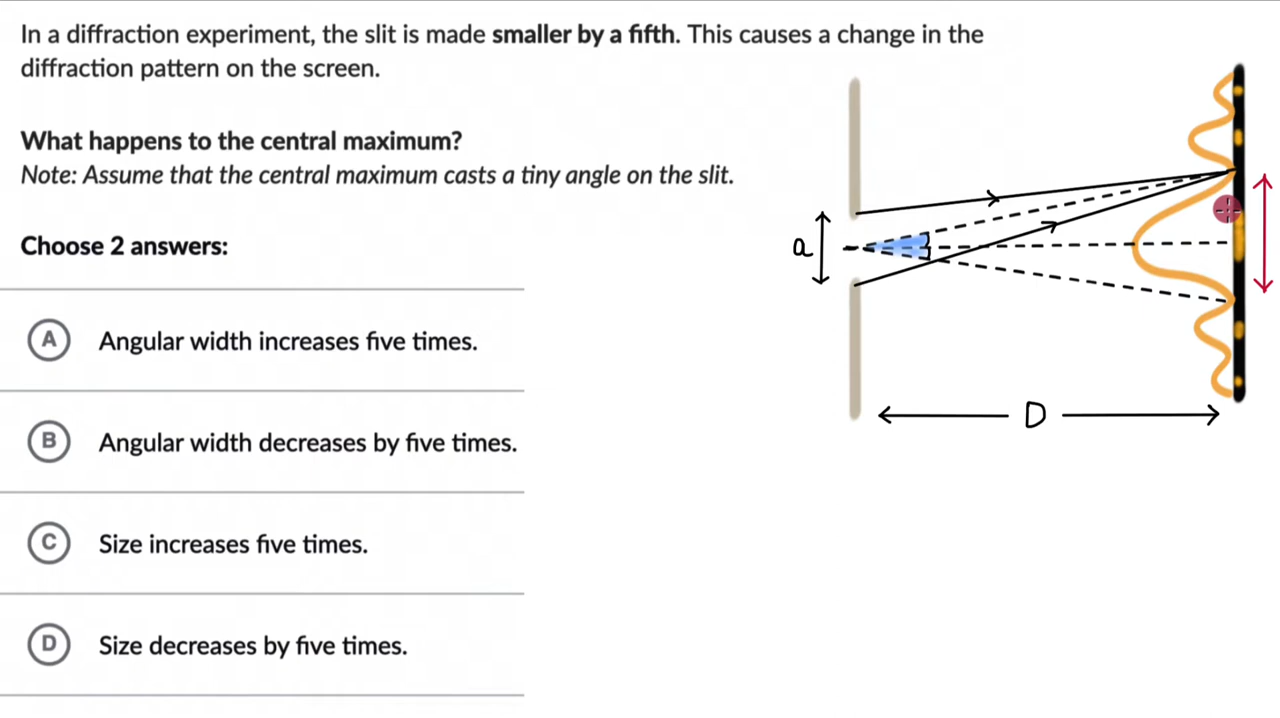 In a diffraction experiment, the slit is made smaller by a fifth. This causes a change in the
diffraction pattern on the screen.
What happens to the central maximum?
Note: Assume that the central maximum casts a tiny angle on the slit.
Choose 2 answers:
A Angular width increases five times.
B Angular width decreases by five times.
C Size increases five times.
D Size decreases by five times.
a
D